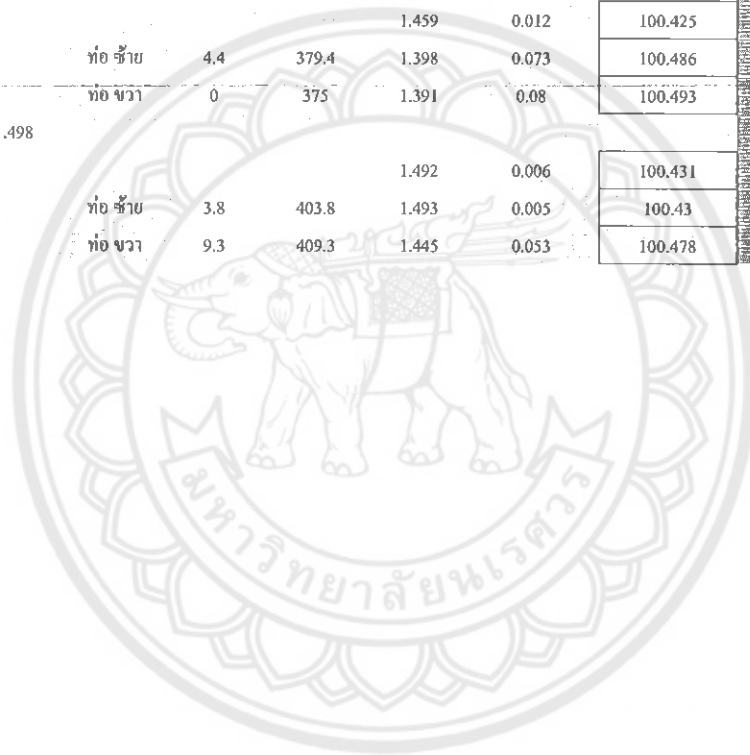 1.459 0.012 100.425
ท่อ ซ้าย 4.4 379.4 1.398 0.073 100.486
ท่อ ขวา 0 375 1.391 0.08 100.493
.498
1.492 0.006 100.431
ท่อ ซ้าย 3.8 403.8 1.493 0.005 100.43
ท่อ ขวา 9.3 409.3 1.445 0.053 100.478
มหาวิทยาลัยนเรศวร